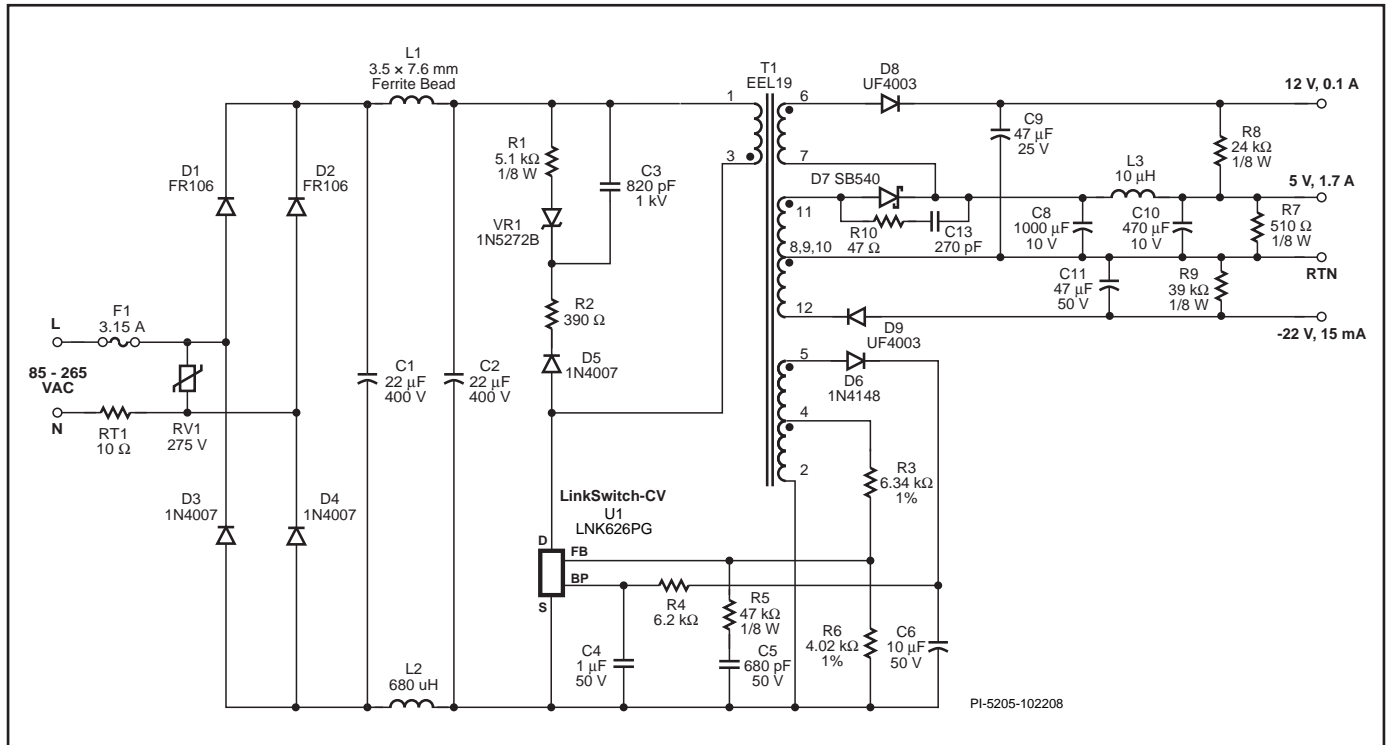 L1
3.5 × 7.6 mm
Ferrite Bead
T1
EEL19
D8
UF4003
12 V, 0.1 A
1
6
R1
5.1 kΩ
1/8 W
C3
820 pF
1 kV
C9
47 μF
25 V
R8
24 kΩ
1/8 W
3
7
D1
FR106
D2
FR106
L3
10 μH
D7 SB540
5 V, 1.7 A
VR1
1N5272B
11
R10
47 Ω
C13
270 pF
C8
1000 μF
10 V
C10
470 μF
10 V
R7
510 Ω
1/8 W
8,9,10
RTN
R2
390 Ω
C11
47 μF
50 V
R9
39 kΩ
1/8 W
12
D9
UF4003
-22 V, 15 mA
F1
3.15 A
L
85 - 265
VAC
N
RT1
10 Ω
RV1
275 V
C1
22 μF
400 V
C2
22 μF
400 V
D5
1N4007
5
D6
1N4148
4
2
R3
6.34 kΩ
1%
D3
1N4007
D4
1N4007
LinkSwitch-CV
U1
LNK626PG
D
FB
BP
S
R4
6.2 kΩ
R5
47 kΩ
1/8 W
R6
4.02 kΩ
1%
C6
10 μF
50 V
C4
1 μF
50 V
C5
680 pF
50 V
L2
680 uH
PI-5205-102208